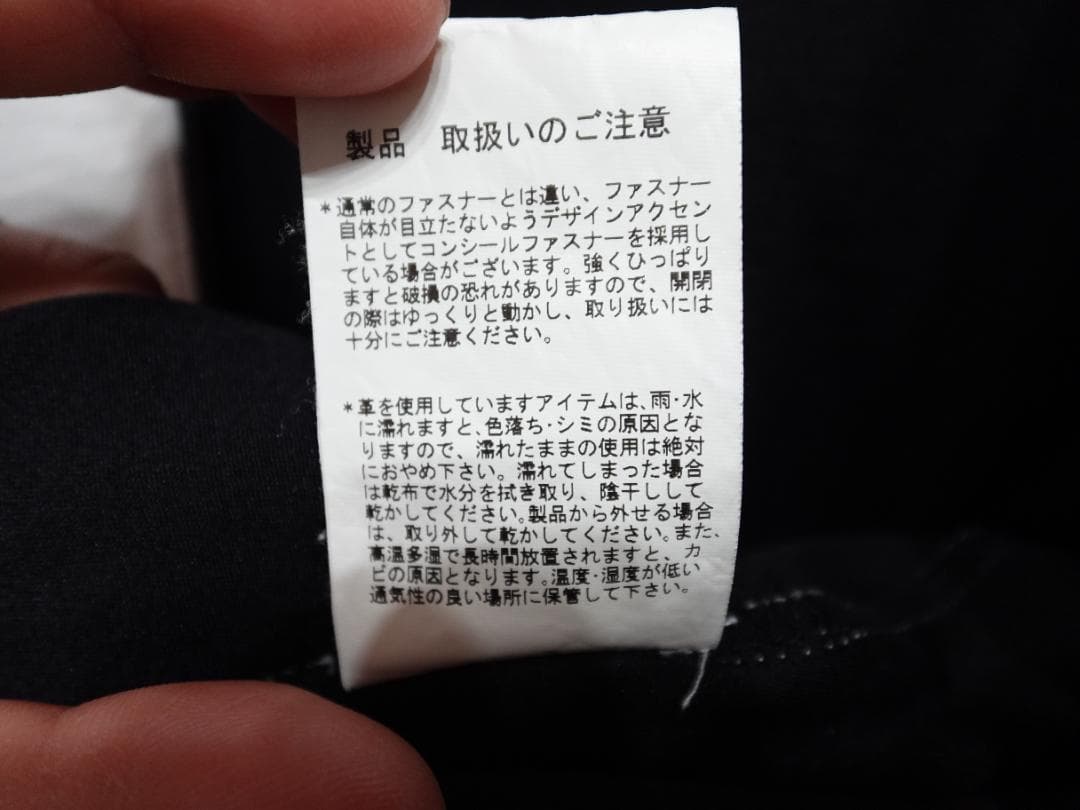 製品 取扱いのご注意
*通常のファスナーとは違い、ファスナー
自体が目立たないようデザインアクセン
トとしてコンシールファスナーを採用し
ている場合がございます。強くひっぱり
ますと破損の恐れがありますので、開閉
の際はゆっくりと動かし、取り扱いには
十分にご注意ください。
*革を使用していますアイテムは、雨・水
に濡れますと、色落ち・シミの原因とな
りますので、濡れたままの使用は絶対
におやめ下さい。濡れてしまった場合
は乾布で水分を拭き取り、陰干しして
乾かしてください。製品から外せる場合
は、取り外して乾かしてください。また、
高温多湿で長時間放置されますと、カ
ビの原因となります。温度・湿度が低い
通気性の良い場所に保管して下さい。